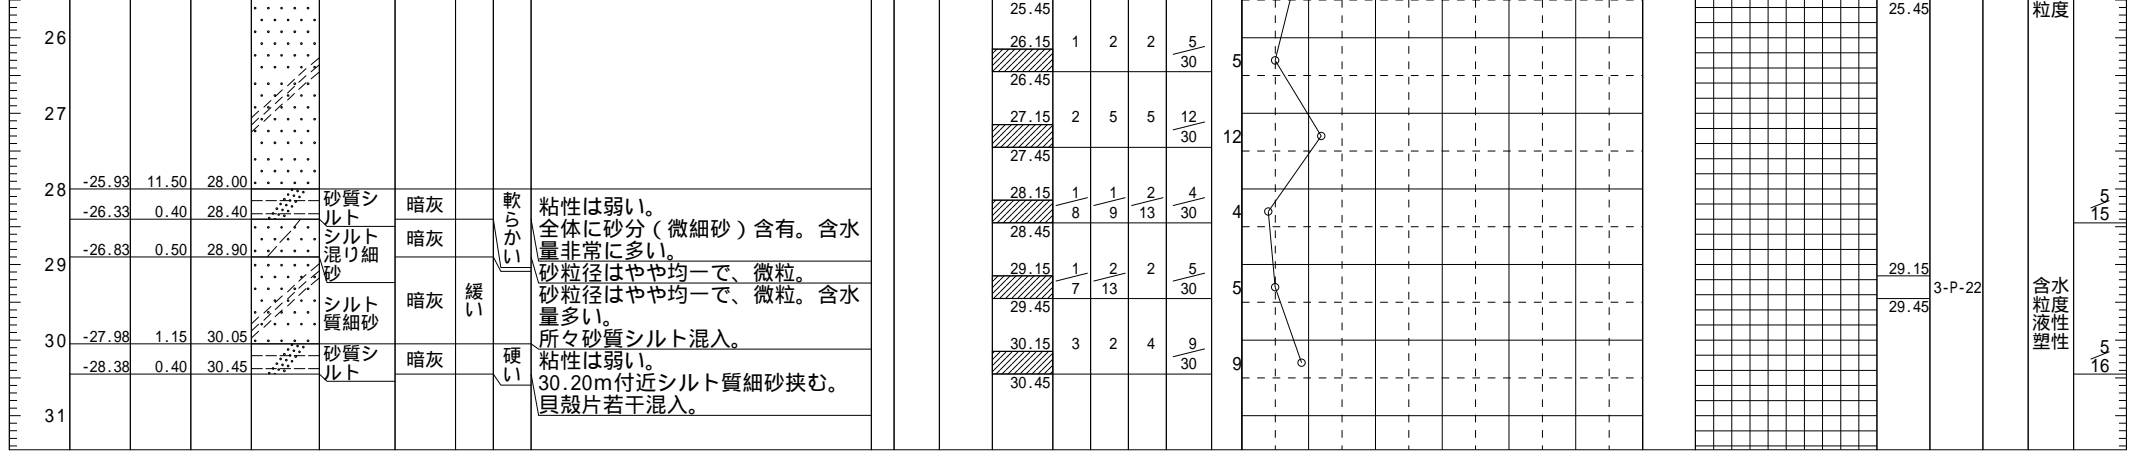 25.45
25.45
粒度
26
26.15 1 2 2 5/30
5
26.45
27
27.15 2 5 5 12/30
12
27.45
28
-25.93 11.50 28.00
砂質シ
ルト
暗灰
軟らかい
粘性は弱い。
全体に砂分(微細砂)含有。含水
量非常に多い。
28.15 1/8 1/9 2/13 4/30
4
28.45
5/15
-26.33 0.40 28.40
シルト
混り細
砂
暗灰
砂粒径はやや均一で、微粒。
-26.83 0.50 28.90
29
シルト
質細砂
暗灰
緩い
砂粒径はやや均一で、微粒。含水
量多い。
所々砂質シルト混入。
29.15 1/7 2/13 2 5/30
5
29.45
29.15
3-P-22
29.45
含水
粒度
液性
塑性
30
-27.98 1.15 30.05
砂質シ
ルト
暗灰
硬い
粘性は弱い。
30.20m付近シルト質細砂挟む。
貝殻片若干混入。
30.15 3 2 4 9/30
9
30.45
5/16
-28.38 0.40 30.45
31